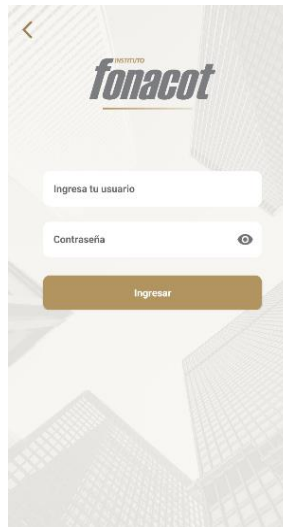 INSTITUTO
fonacot
Ingresa tu usuario
Contraseña
Ingresar